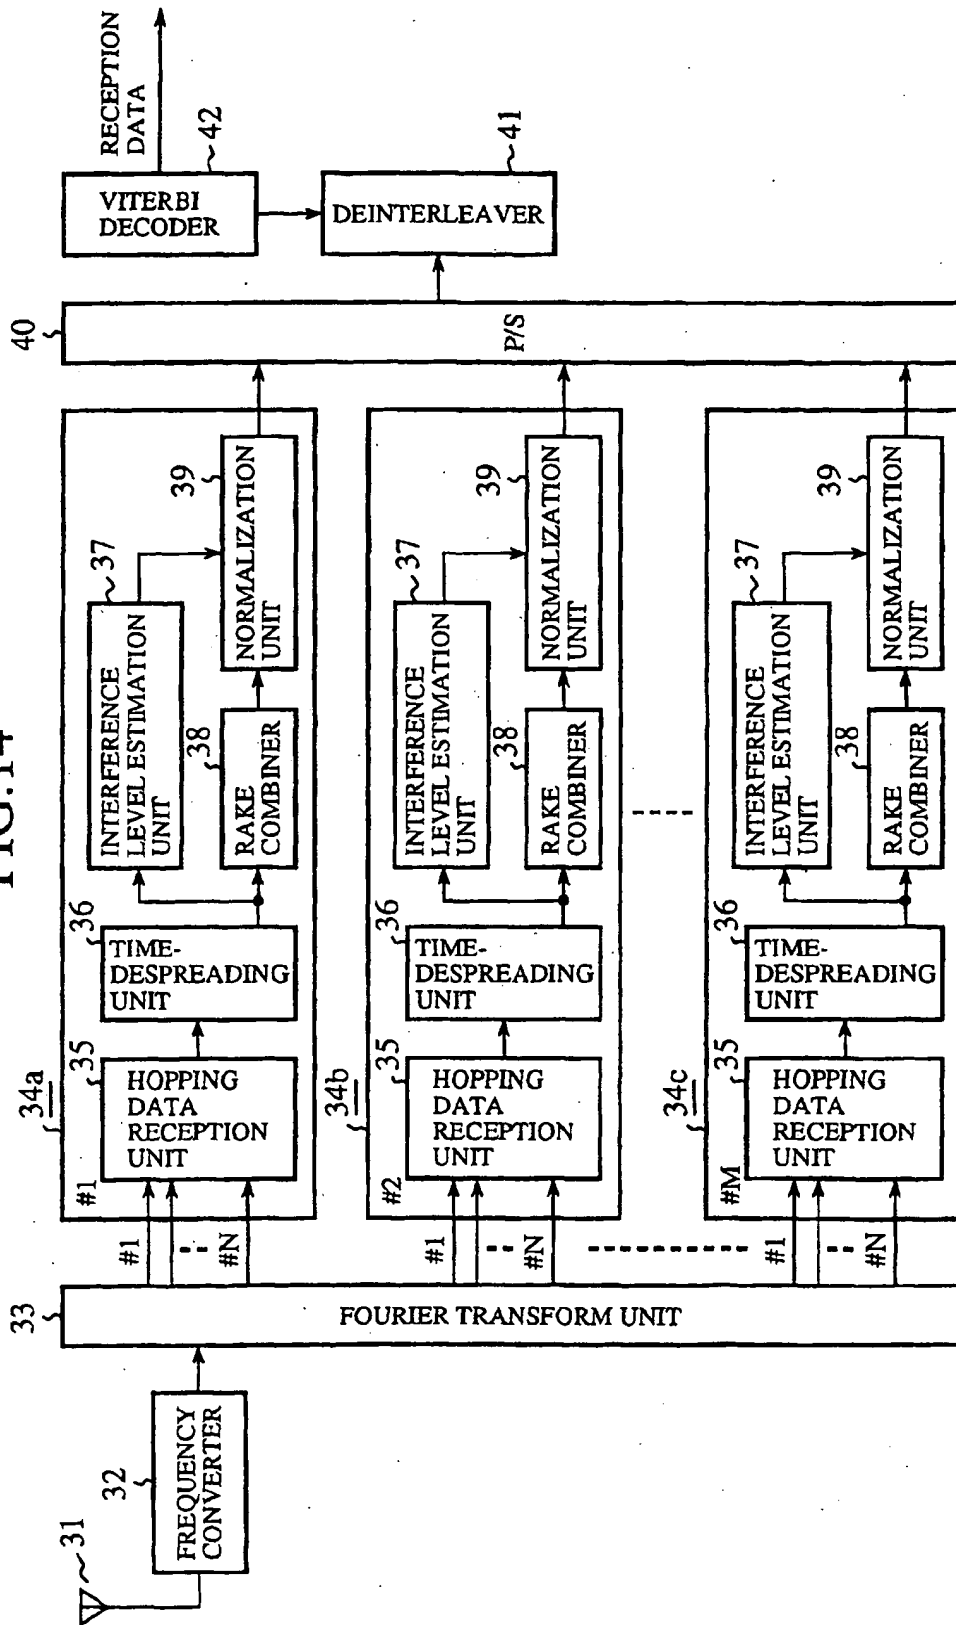 FIG.14
31
32
FREQUENCY
CONVERTER
33
FOURIER TRANSFORM UNIT
#1
#N
#1
#N
#1
#N
34a
#1
35
HOPPING
DATA
RECEPTION
UNIT
36
TIME-
DESPREADING
UNIT
37
INTERFERENCE
LEVEL ESTIMATION
UNIT
38
RAKE
COMBINER
39
NORMALIZATION
UNIT
34b
#2
35
HOPPING
DATA
RECEPTION
UNIT
36
TIME-
DESPREADING
UNIT
37
INTERFERENCE
LEVEL ESTIMATION
UNIT
38
RAKE
COMBINER
39
NORMALIZATION
UNIT
34c
#M
35
HOPPING
DATA
RECEPTION
UNIT
36
TIME-
DESPREADING
UNIT
37
INTERFERENCE
LEVEL ESTIMATION
UNIT
38
RAKE
COMBINER
39
NORMALIZATION
UNIT
40
P/S
41
DEINTERLEAVER
42
VITERBI
DECODER
RECEPTION
DATA